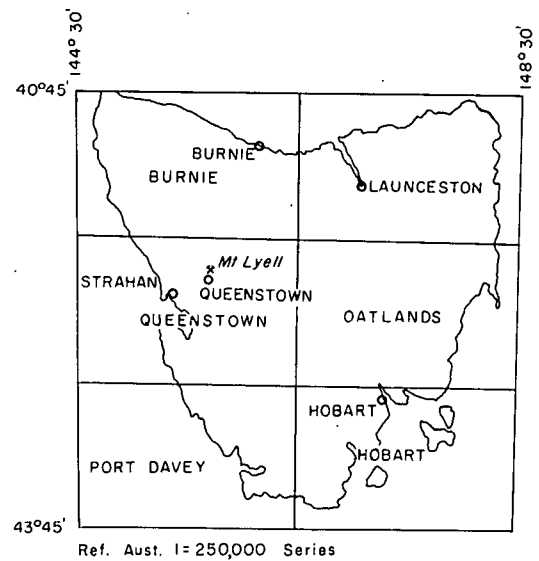 144° 30'
148° 30'
40°45'
BURNIE
BURNIE
LAUNCESTON
Mt Lyell
STRAHAN
QUEENSTOWN
QUEENSTOWN
OATLANDS
HOBART
HOBART
PORT DAVEY
43°45'
Ref. Aust. 1=250,000 Series